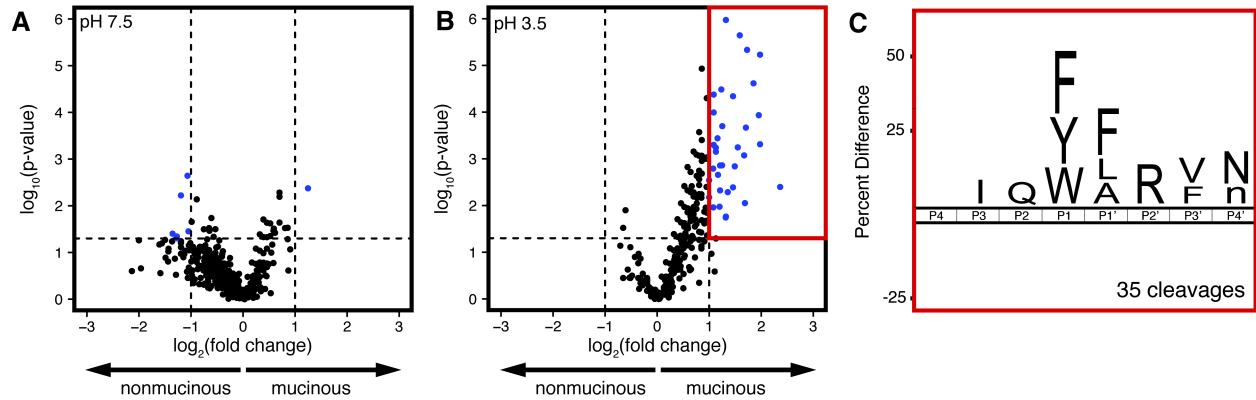 A
pH 7.5
6
5
4
3
2
1
0
log10(p-value)
−3 −2 −1 0 1 2 3
log2(fold change)
nonmucinous mucinous
B
pH 3.5
6
5
4
3
2
1
0
log10(p-value)
−3 −2 −1 0 1 2 3
log2(fold change)
nonmucinous mucinous
C
Percent Difference
50
25
-25
F
Y F
L V N
I Q W A R F n
P4 P3 P2 P1 P1' P2' P3' P4'
35 cleavages